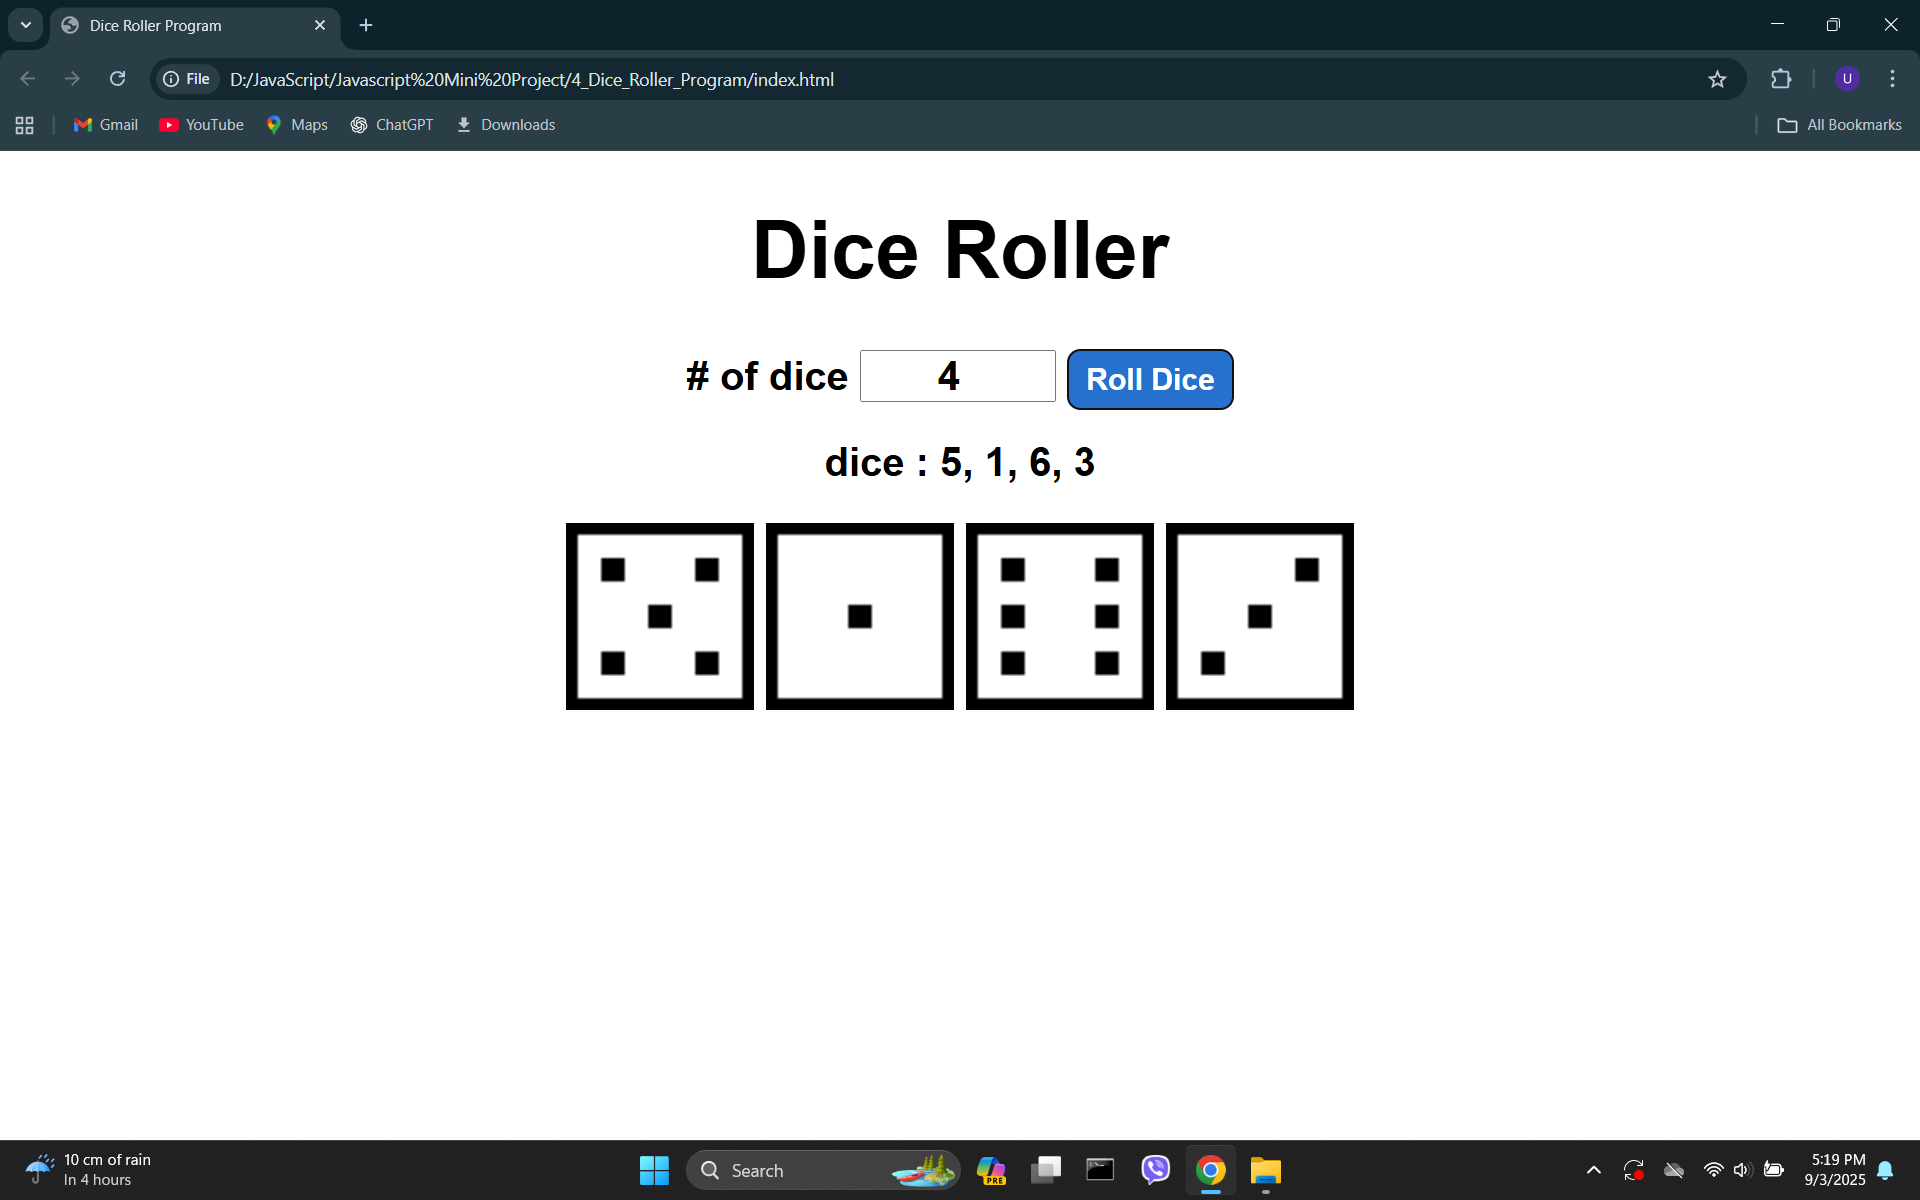 Dice Roller Program
File D:/JavaScript/Javascript%20Mini%20Project/4_Dice_Roller_Program/index.html
U
Gmail YouTube Maps ChatGPT Downloads All Bookmarks
Dice Roller
# of dice 4 Roll Dice
dice : 5, 1, 6, 3
10 cm of rain
In 4 hours
Search
PRE
5:19 PM
9/3/2025